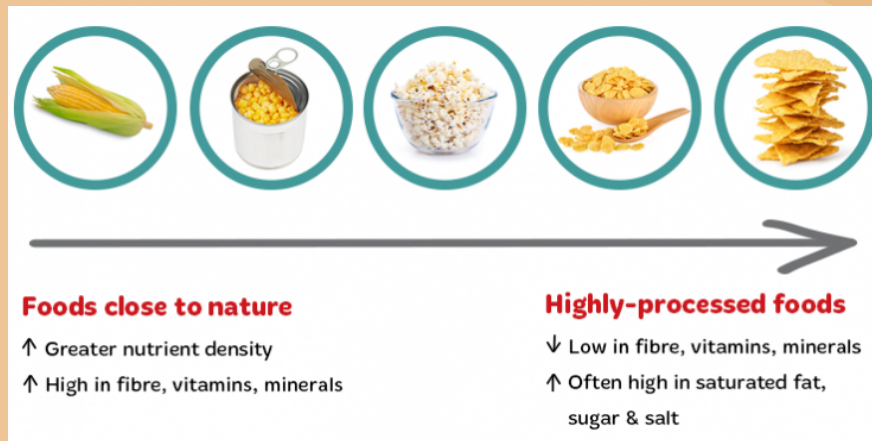 Foods close to nature
↑ Greater nutrient density
↑ High in fibre, vitamins, minerals
Highly-processed foods
↓ Low in fibre, vitamins, minerals
↑ Often high in saturated fat,
sugar & salt